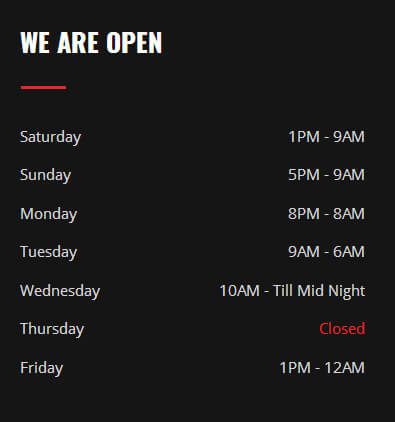 WE ARE OPEN
Saturday 1PM - 9AM
Sunday 5PM - 9AM
Monday 8PM - 8AM
Tuesday 9AM - 6AM
Wednesday 10AM - Till Mid Night
Thursday Closed
Friday 1PM - 12AM